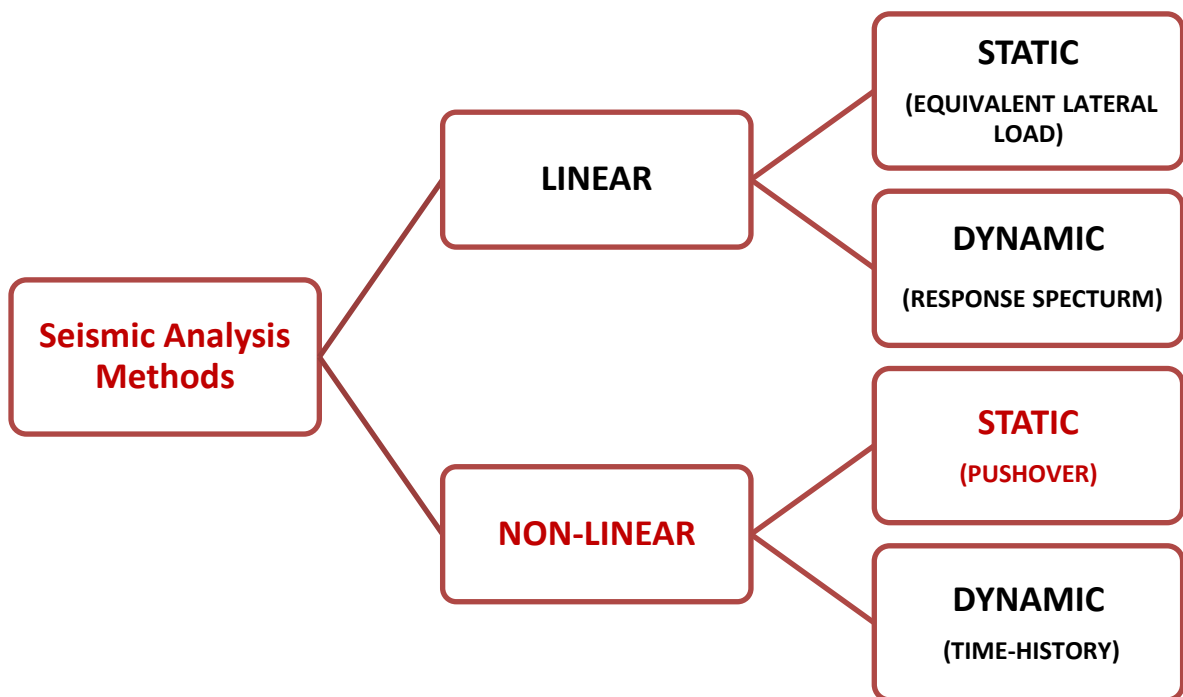 STATIC
(EQUIVALENT LATERAL
LOAD)
LINEAR
DYNAMIC
(RESPONSE SPECTURM)
Seismic Analysis
Methods
STATIC
(PUSHOVER)
NON-LINEAR
DYNAMIC
(TIME-HISTORY)